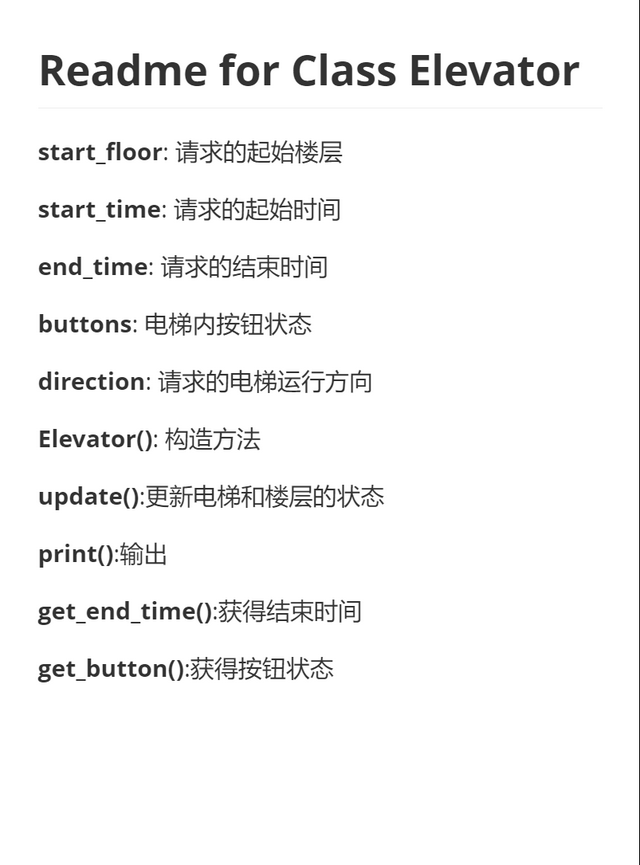 Readme for Class Elevator
start_floor: 请求的起始楼层
start_time: 请求的起始时间
end_time: 请求的结束时间
buttons: 电梯内按钮状态
direction: 请求的电梯运行方向
Elevator(): 构造方法
update():更新电梯和楼层的状态
print():输出
get_end_time():获得结束时间
get_button():获得按钮状态